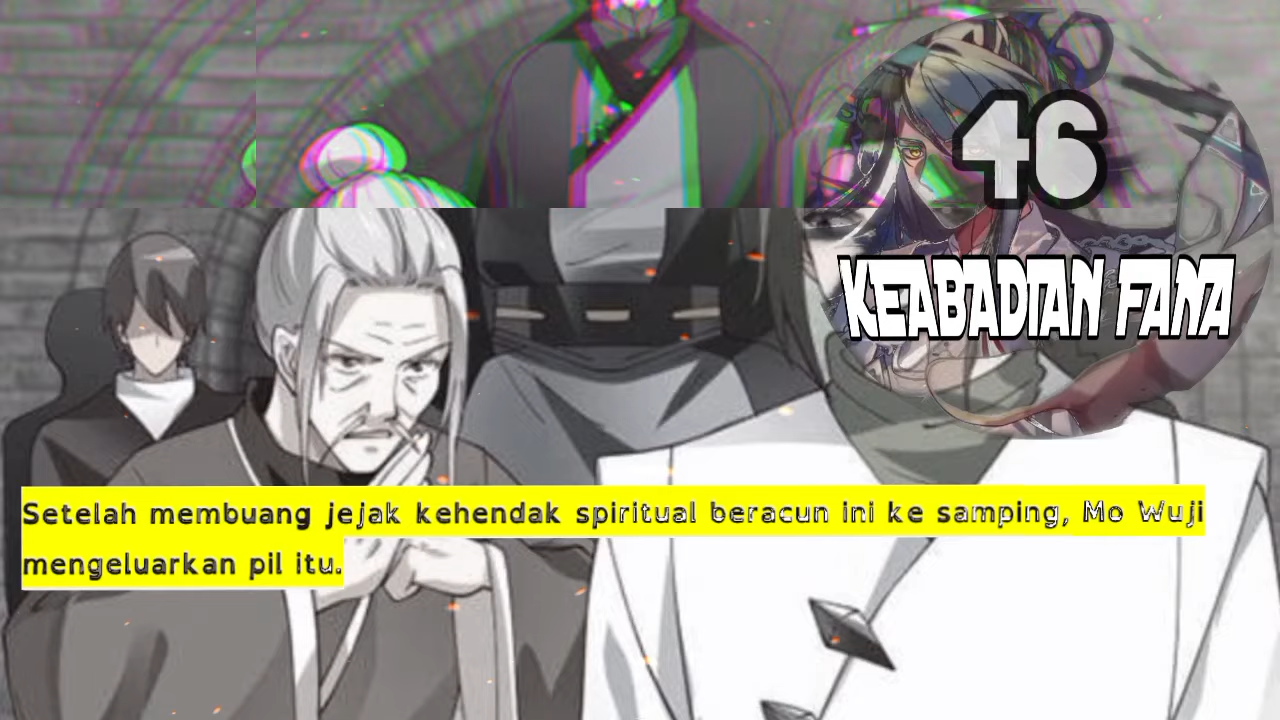 46
KEABADIAN FANA
Setelah membuang jejak kehendak spiritual beracun ini ke samping, Mo Wuji
mengeluarkan pil itu.